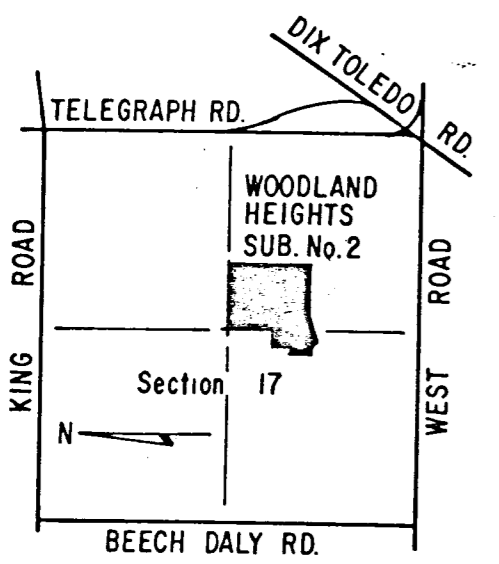 DIX TOLEDO RD.
TELEGRAPH RD.
WOODLAND
HEIGHTS
SUB. No. 2
KING ROAD
WEST ROAD
Section 17
N
BEECH DALY RD.